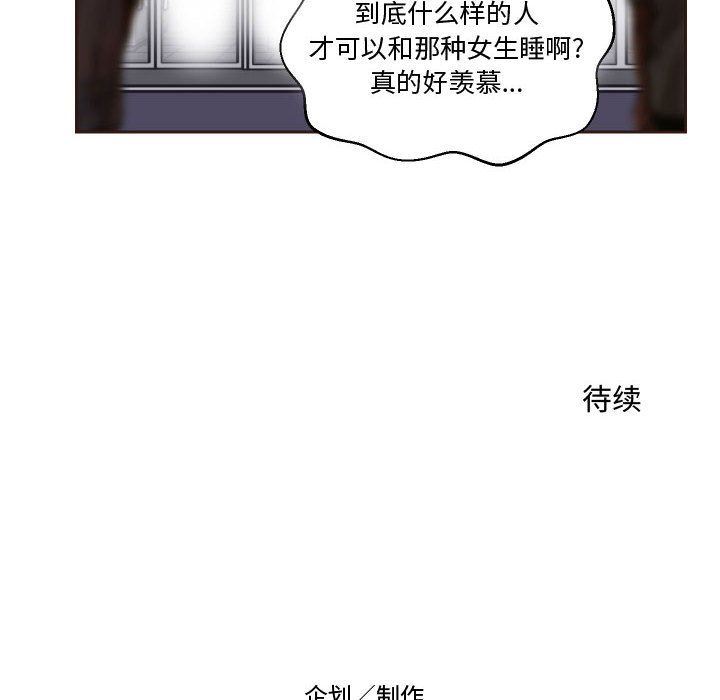 到底什么样的人
才可以和那种女生睡啊?
真的好羡慕...
待续
企划／制作